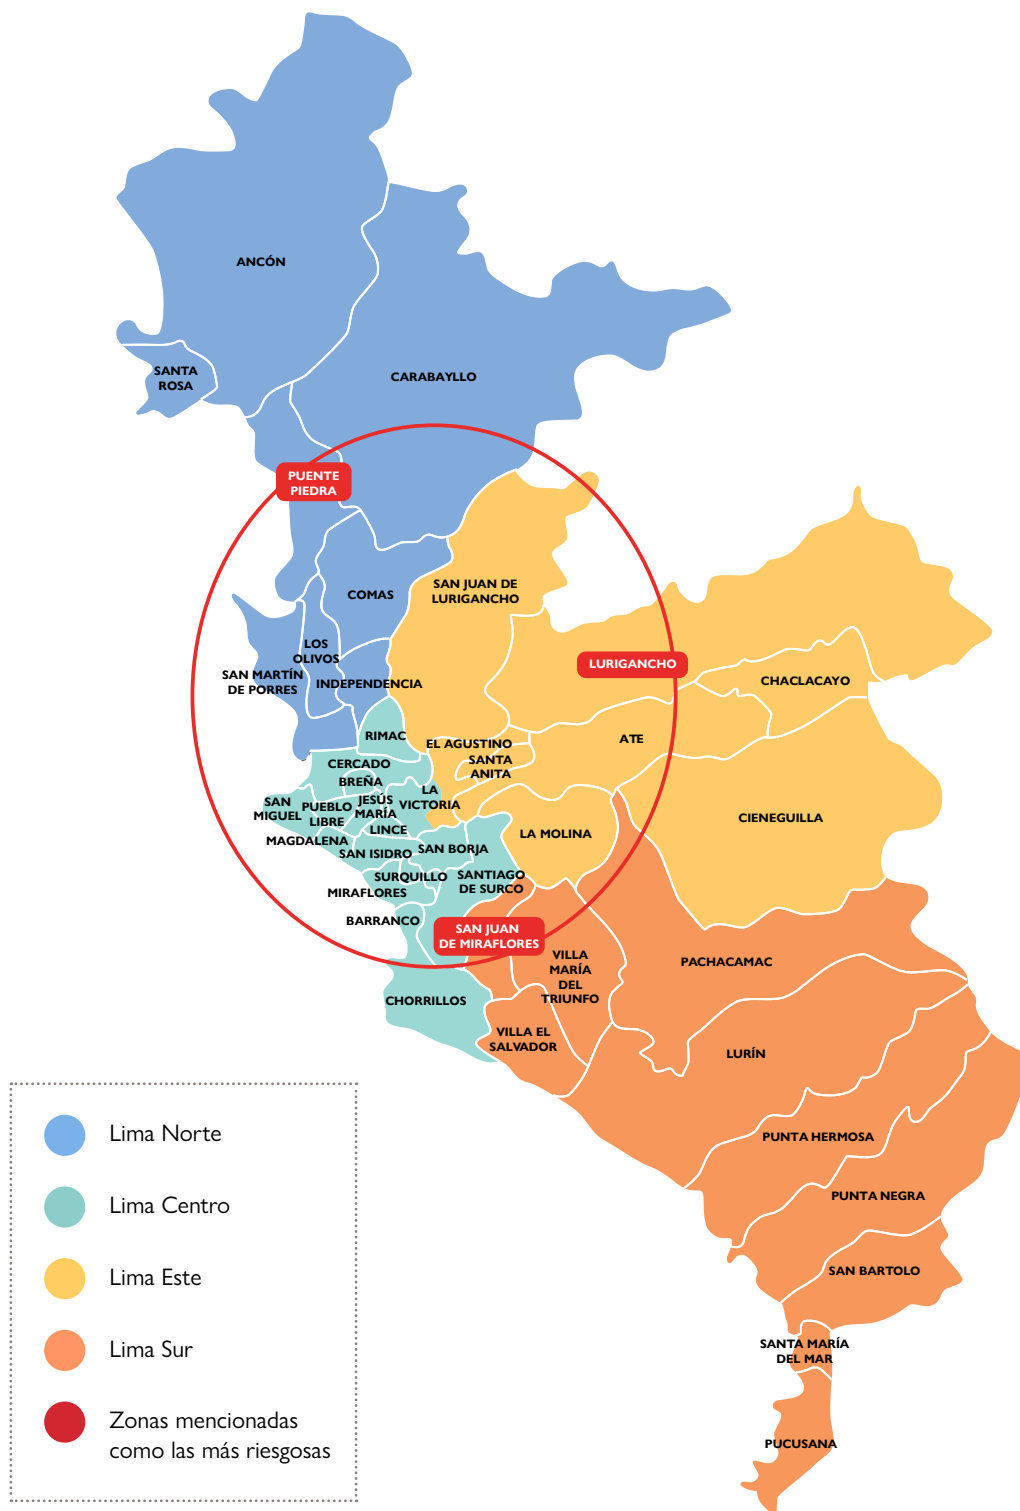 ANCÓN
SANTA
ROSA
CARABAYLLO
PUENTE
PIEDRA
COMAS
SAN JUAN DE
LURIGANCHO
LOS
OLIVOS
SAN MARTÍN
DE PORRES
INDEPENDENCIA
LURIGANCHO
CHACLACAYO
RIMAC
EL AGUSTINO
SANTA
ANITA
ATE
CERCADO
BREÑA
SAN
MIGUEL
PUEBLO
LIBRE
JESÚS
MARÍA
LA
VICTORIA
LINCE
MAGDALENA
SAN ISIDRO
SAN BORJA
LA MOLINA
CIENEGUILLA
SURQUILLO
MIRAFLORES
SANTIAGO
DE SURCO
BARRANCO
SAN JUAN
DE MIRAFLORES
VILLA
MARÍA
DEL
TRIUNFO
PACHACAMAC
CHORRILLOS
VILLA EL
SALVADOR
LURÍN
PUNTA HERMOSA
PUNTA NEGRA
SAN BARTOLO
SANTA MARÍA
DEL MAR
PUCUSANA
Lima Norte
Lima Centro
Lima Este
Lima Sur
Zonas mencionadas
como las más riesgosas